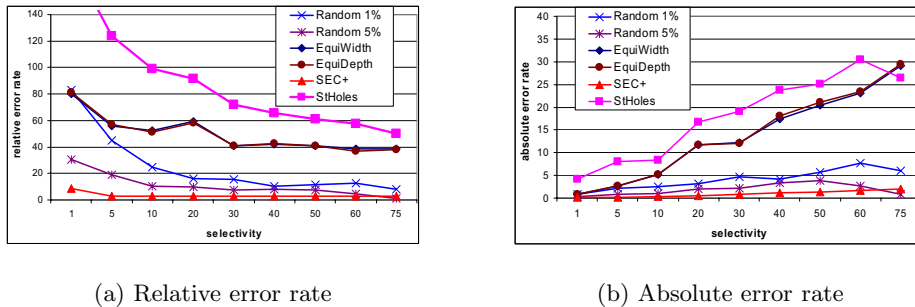 relative error rate
140
120
100
80
60
40
20
0
1 5 10 20 30 40 50 60 75
selectivity
Random 1%
Random 5%
EquiWidth
EquiDepth
SEC+
StHoles
(a) Relative error rate
absolute error rate
40
35
30
25
20
15
10
5
0
1 5 10 20 30 40 50 60 75
selectivity
Random 1%
Random 5%
EquiWidth
EquiDepth
SEC+
StHoles
(b) Absolute error rate